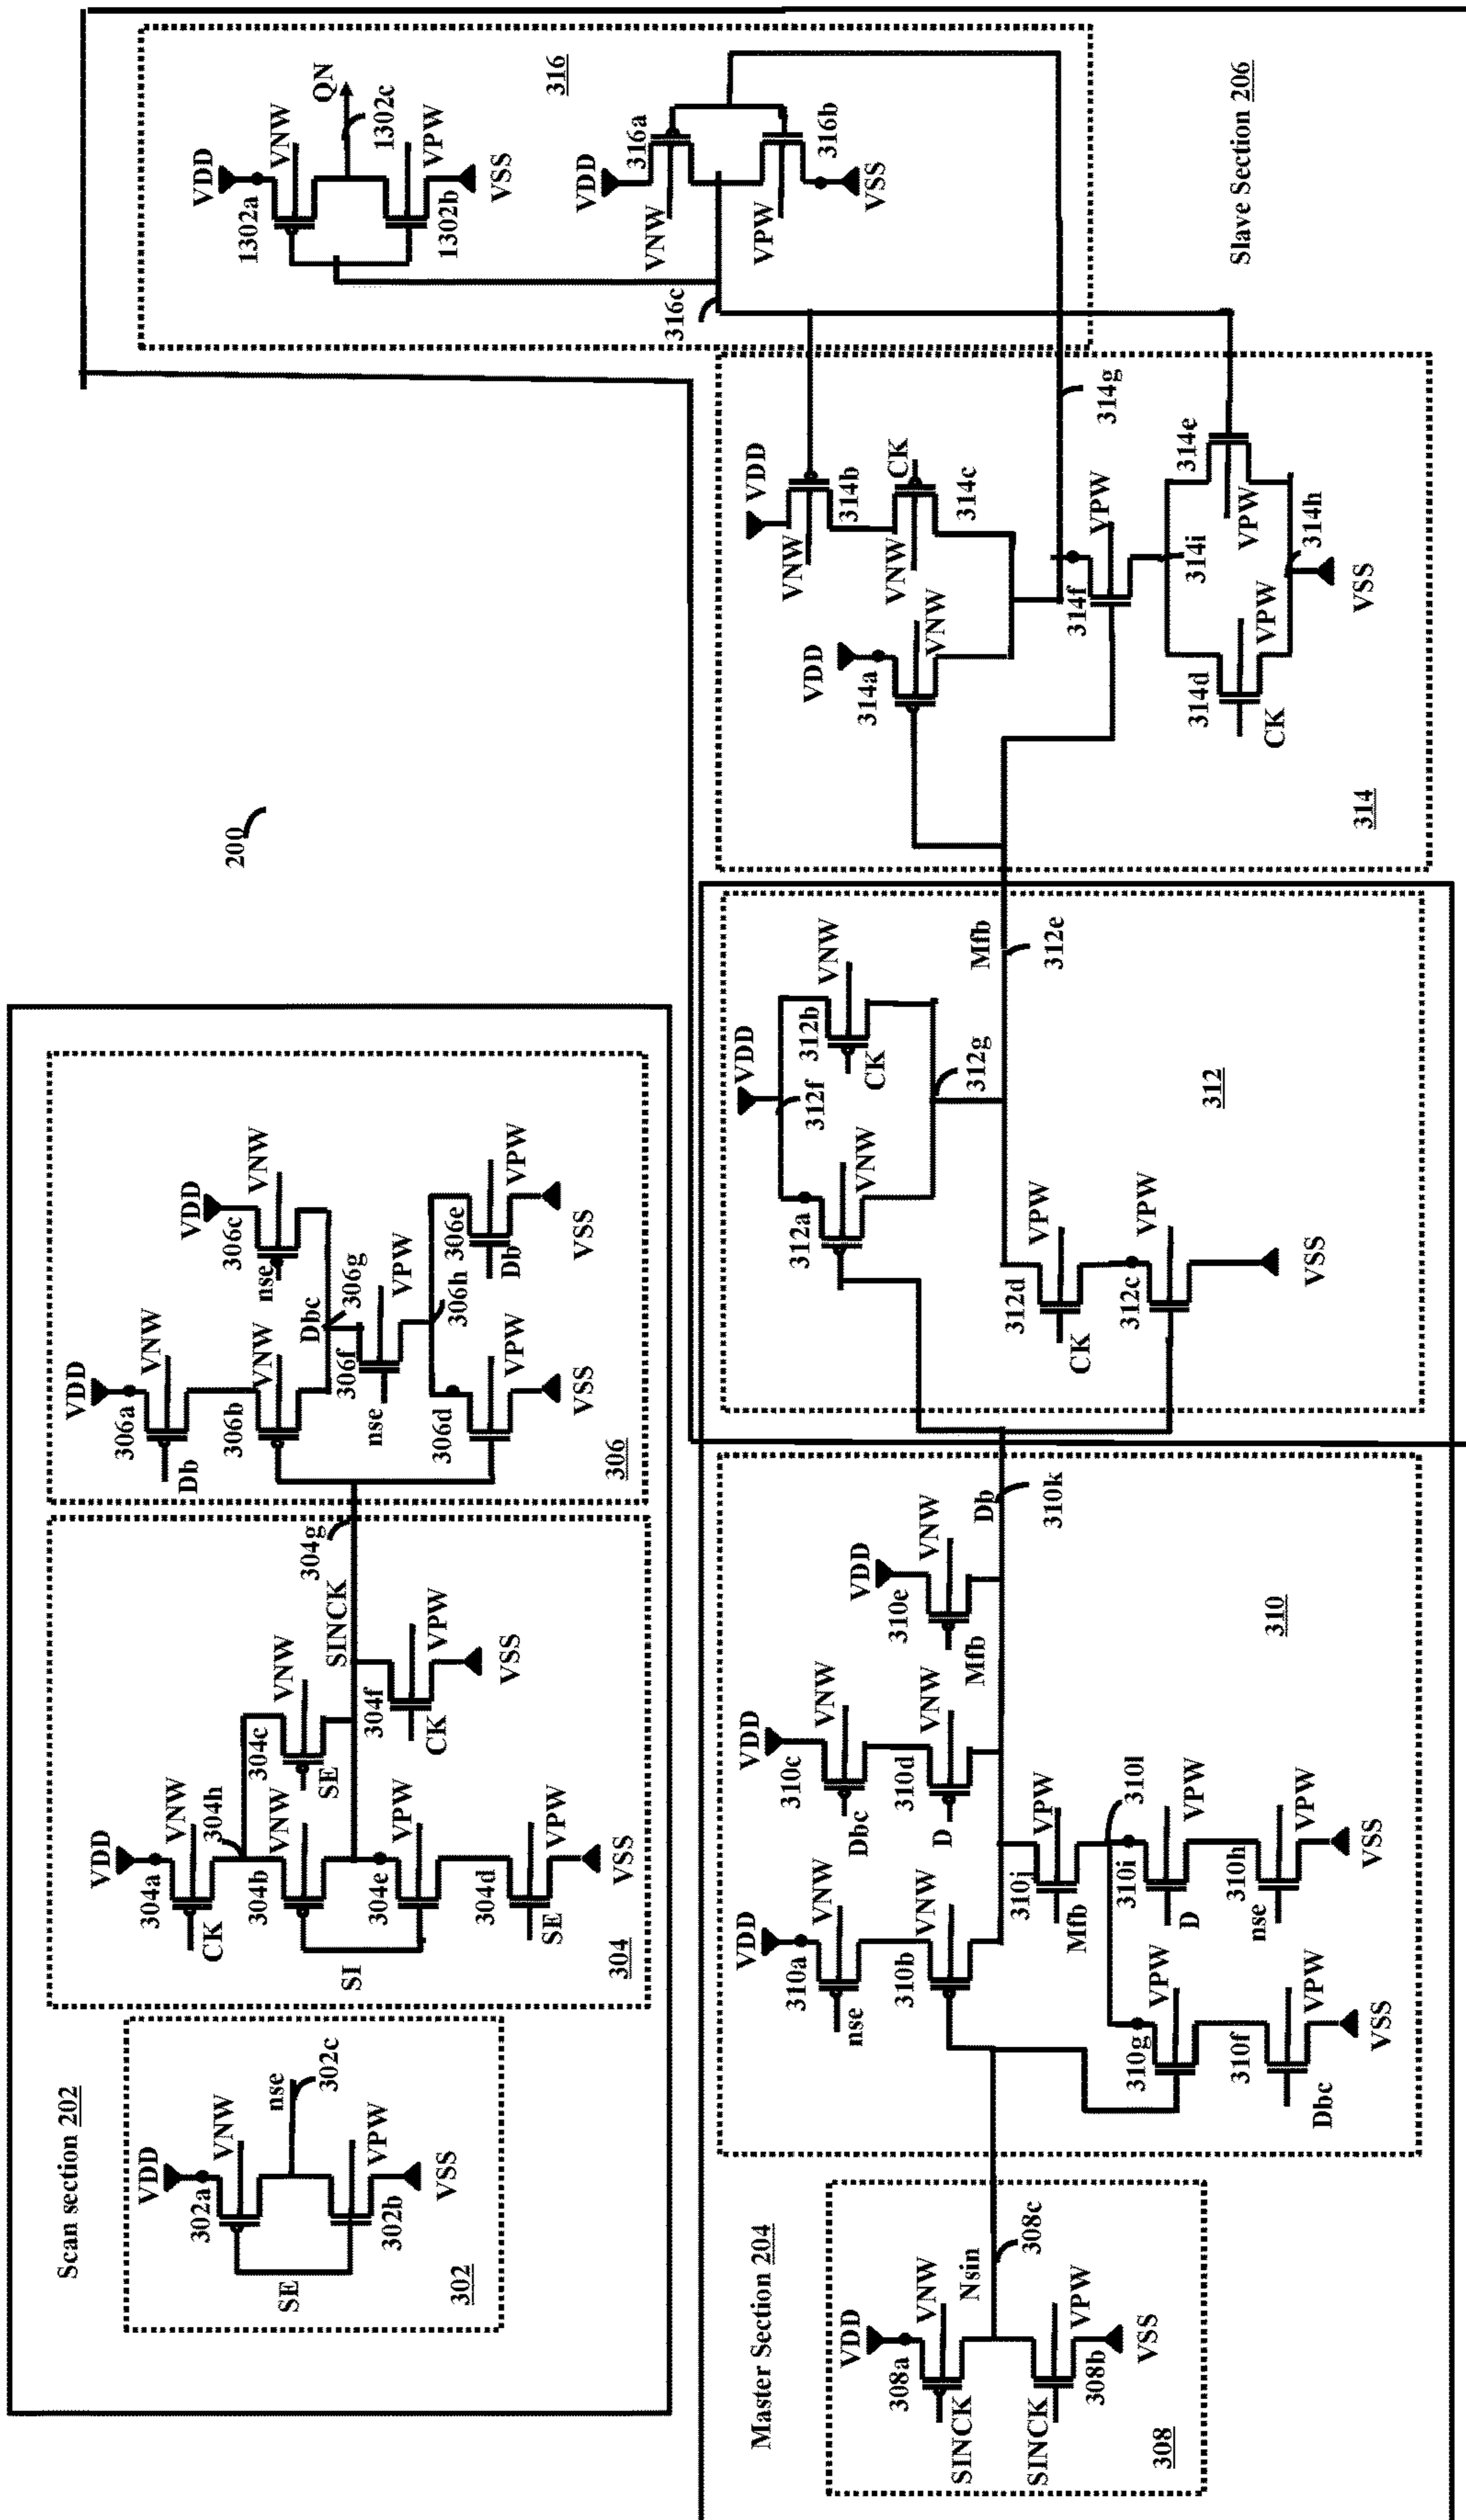 200
Scan section 202
VDD
302a
VNW
SE
nse
302c
302b
VPW
VSS
302
VDD
304a
VNW
CK
304h
304b
VNW
304c
VNW
SE
SI
SINCK
304g
304e
VPW
304f
VPW
CK
VSS
304d
VPW
SE
VSS
304
VDD
306a
VNW
Db
306b
VNW
VDD
306c
VNW
nse
Dbc
306g
306f
VPW
nse
306h
306d
VPW
VSS
306e
VPW
Db
VSS
306
Master Section 204
VDD
308a
VNW
SINCK
Nsin
308c
SINCK
308b
VPW
VSS
308
VDD
310a
VNW
nse
310b
VNW
VDD
310c
VNW
Dbc
310d
VNW
D
VDD
310e
VNW
Mfb
Db
310k
310j
VPW
Mfb
310l
310g
VPW
310f
VPW
Dbc
VSS
310i
VPW
D
310h
VPW
nse
VSS
310
VDD
312f
312a
VNW
312b
VNW
CK
312g
Mfb
312e
312d
VPW
CK
312c
VPW
VSS
312
VDD
314a
VNW
VDD
314b
VNW
CK
314c
VNW
314g
314f
VPW
314i
314d
VPW
CK
314e
VPW
314h
VSS
314
VDD
1302a
VNW
QN
1302c
1302b
VPW
VSS
316
VDD
316a
VNW
316b
VPW
VSS
316c
Slave Section 206